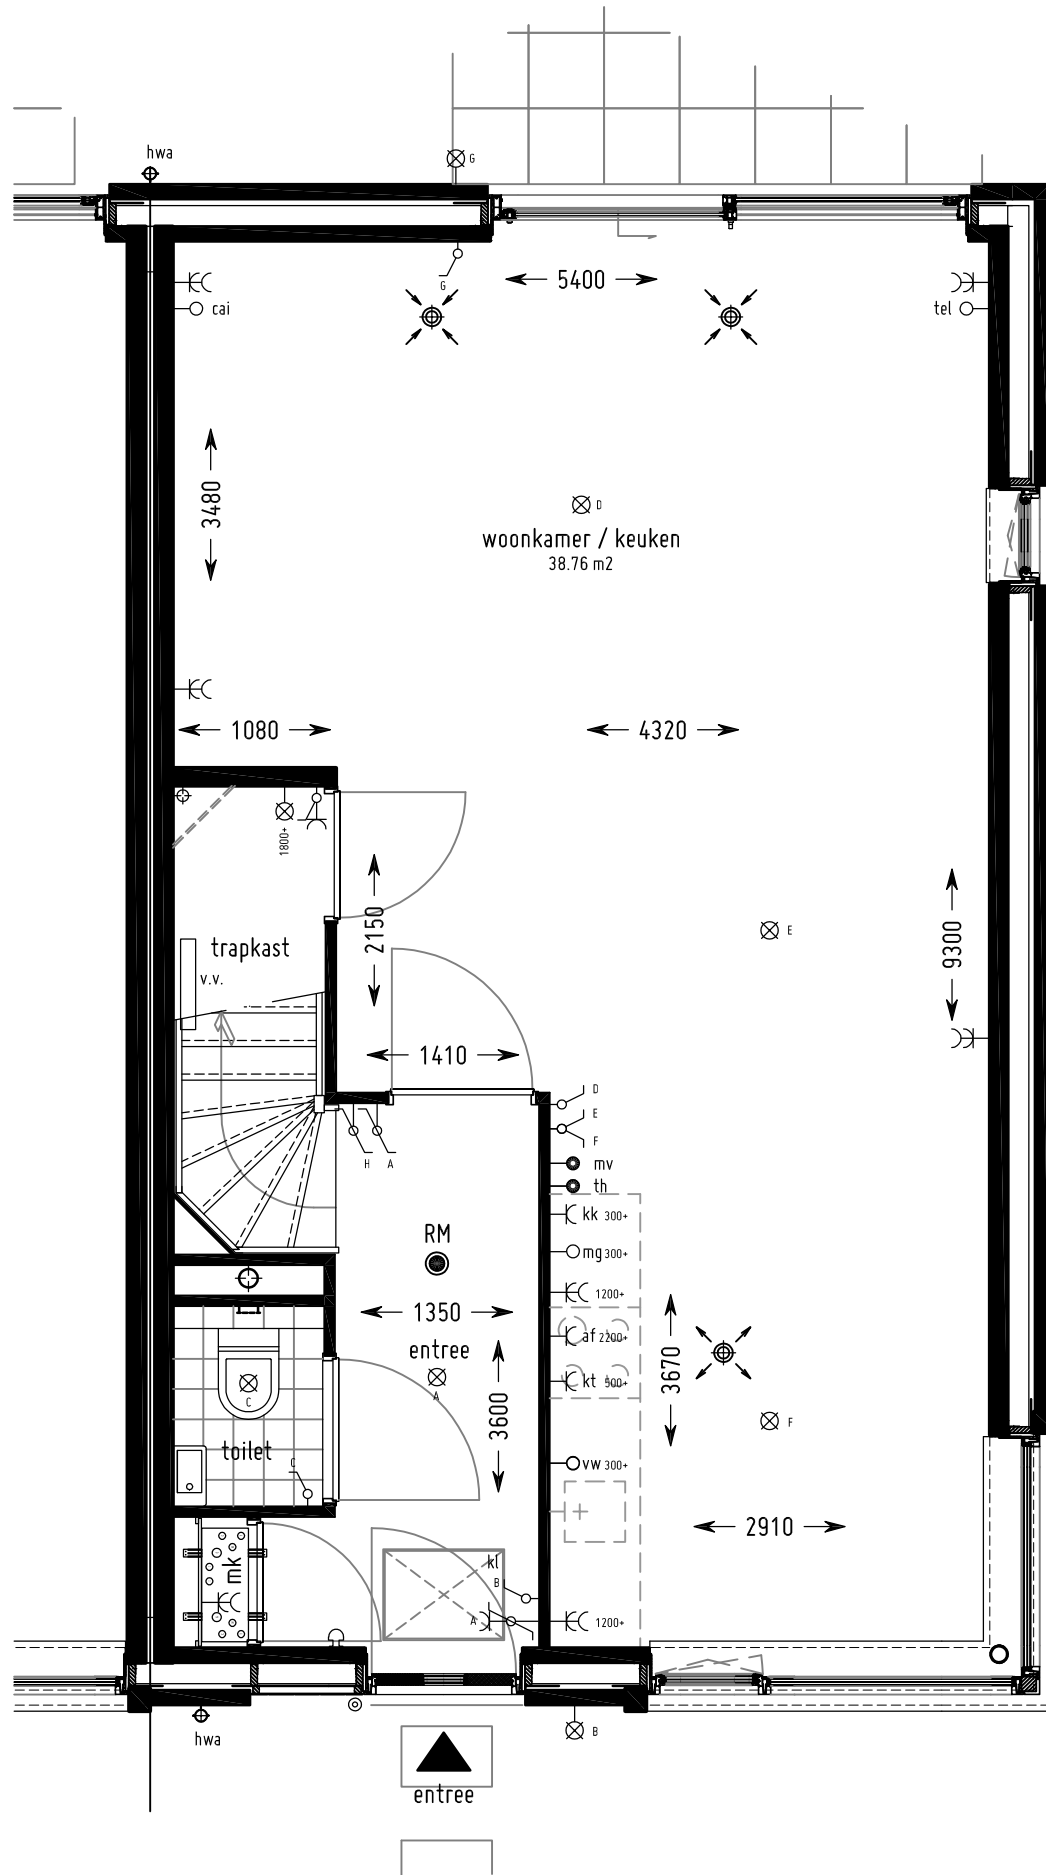 hwa
G
G
5400
cai
tel
3480
D
woonkamer / keuken
38.76 m2
1080
4320
1800+
2150
9300
E
trapkast
v.v.
1410
D
E
F
H
A
mv
th
kk 300+
RM
mg 300+
1200+
1350
af 2200+
entree
3670
A
kt 900+
C
3600
F
toilet
C
vw 300+
2910
kl
mk
B
A
1200+
hwa
B
entree